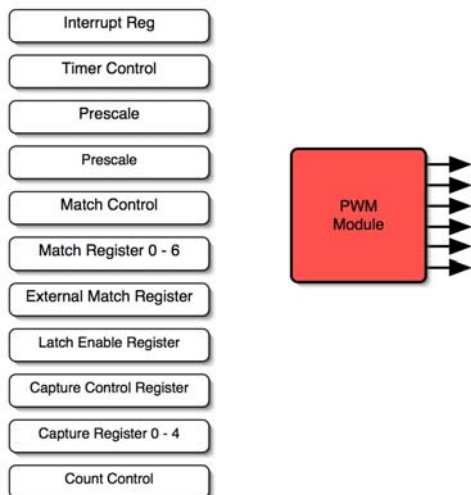 Interrupt Reg
Timer Control
Prescale
Prescale
Match Control
Match Register 0 - 6
External Match Register
Latch Enable Register
Capture Control Register
Capture Register 0 - 4
Count Control
PWM
Module